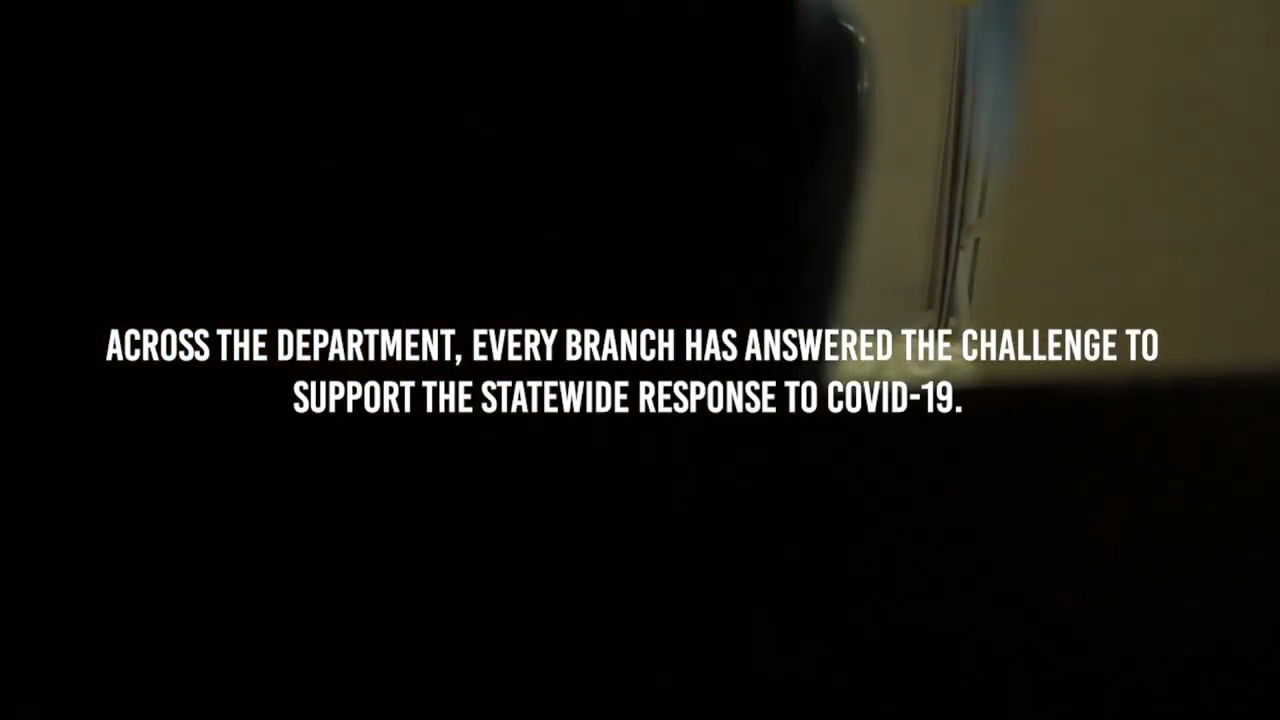 ACROSS THE DEPARTMENT, EVERY BRANCH HAS ANSWERED THE CHALLENGE TO
SUPPORT THE STATEWIDE RESPONSE TO COVID-19.